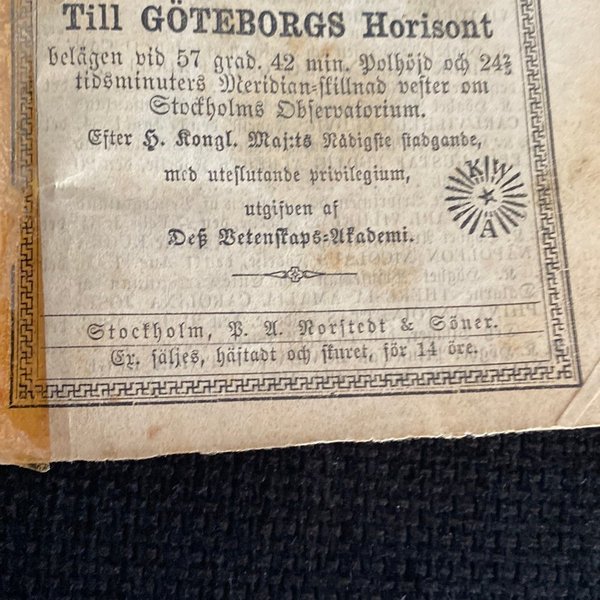 Till GÖTEBORGS Horisont
belägen vid 57 grad. 42 min. Polhöjd och 24⅔
tidsminuters Meridian=skillnad vester om
Stockholms Observatorium.
Efter H. Kongl. Maj:ts Nådigste stadgande,
med uteslutande privilegium,
utgifven af
Deß Vetenskaps=Akademi.
K W
A
Stockholm, P. A. Norstedt & Söner.
Ex. säljes, häftadt och skuret, för 14 öre.